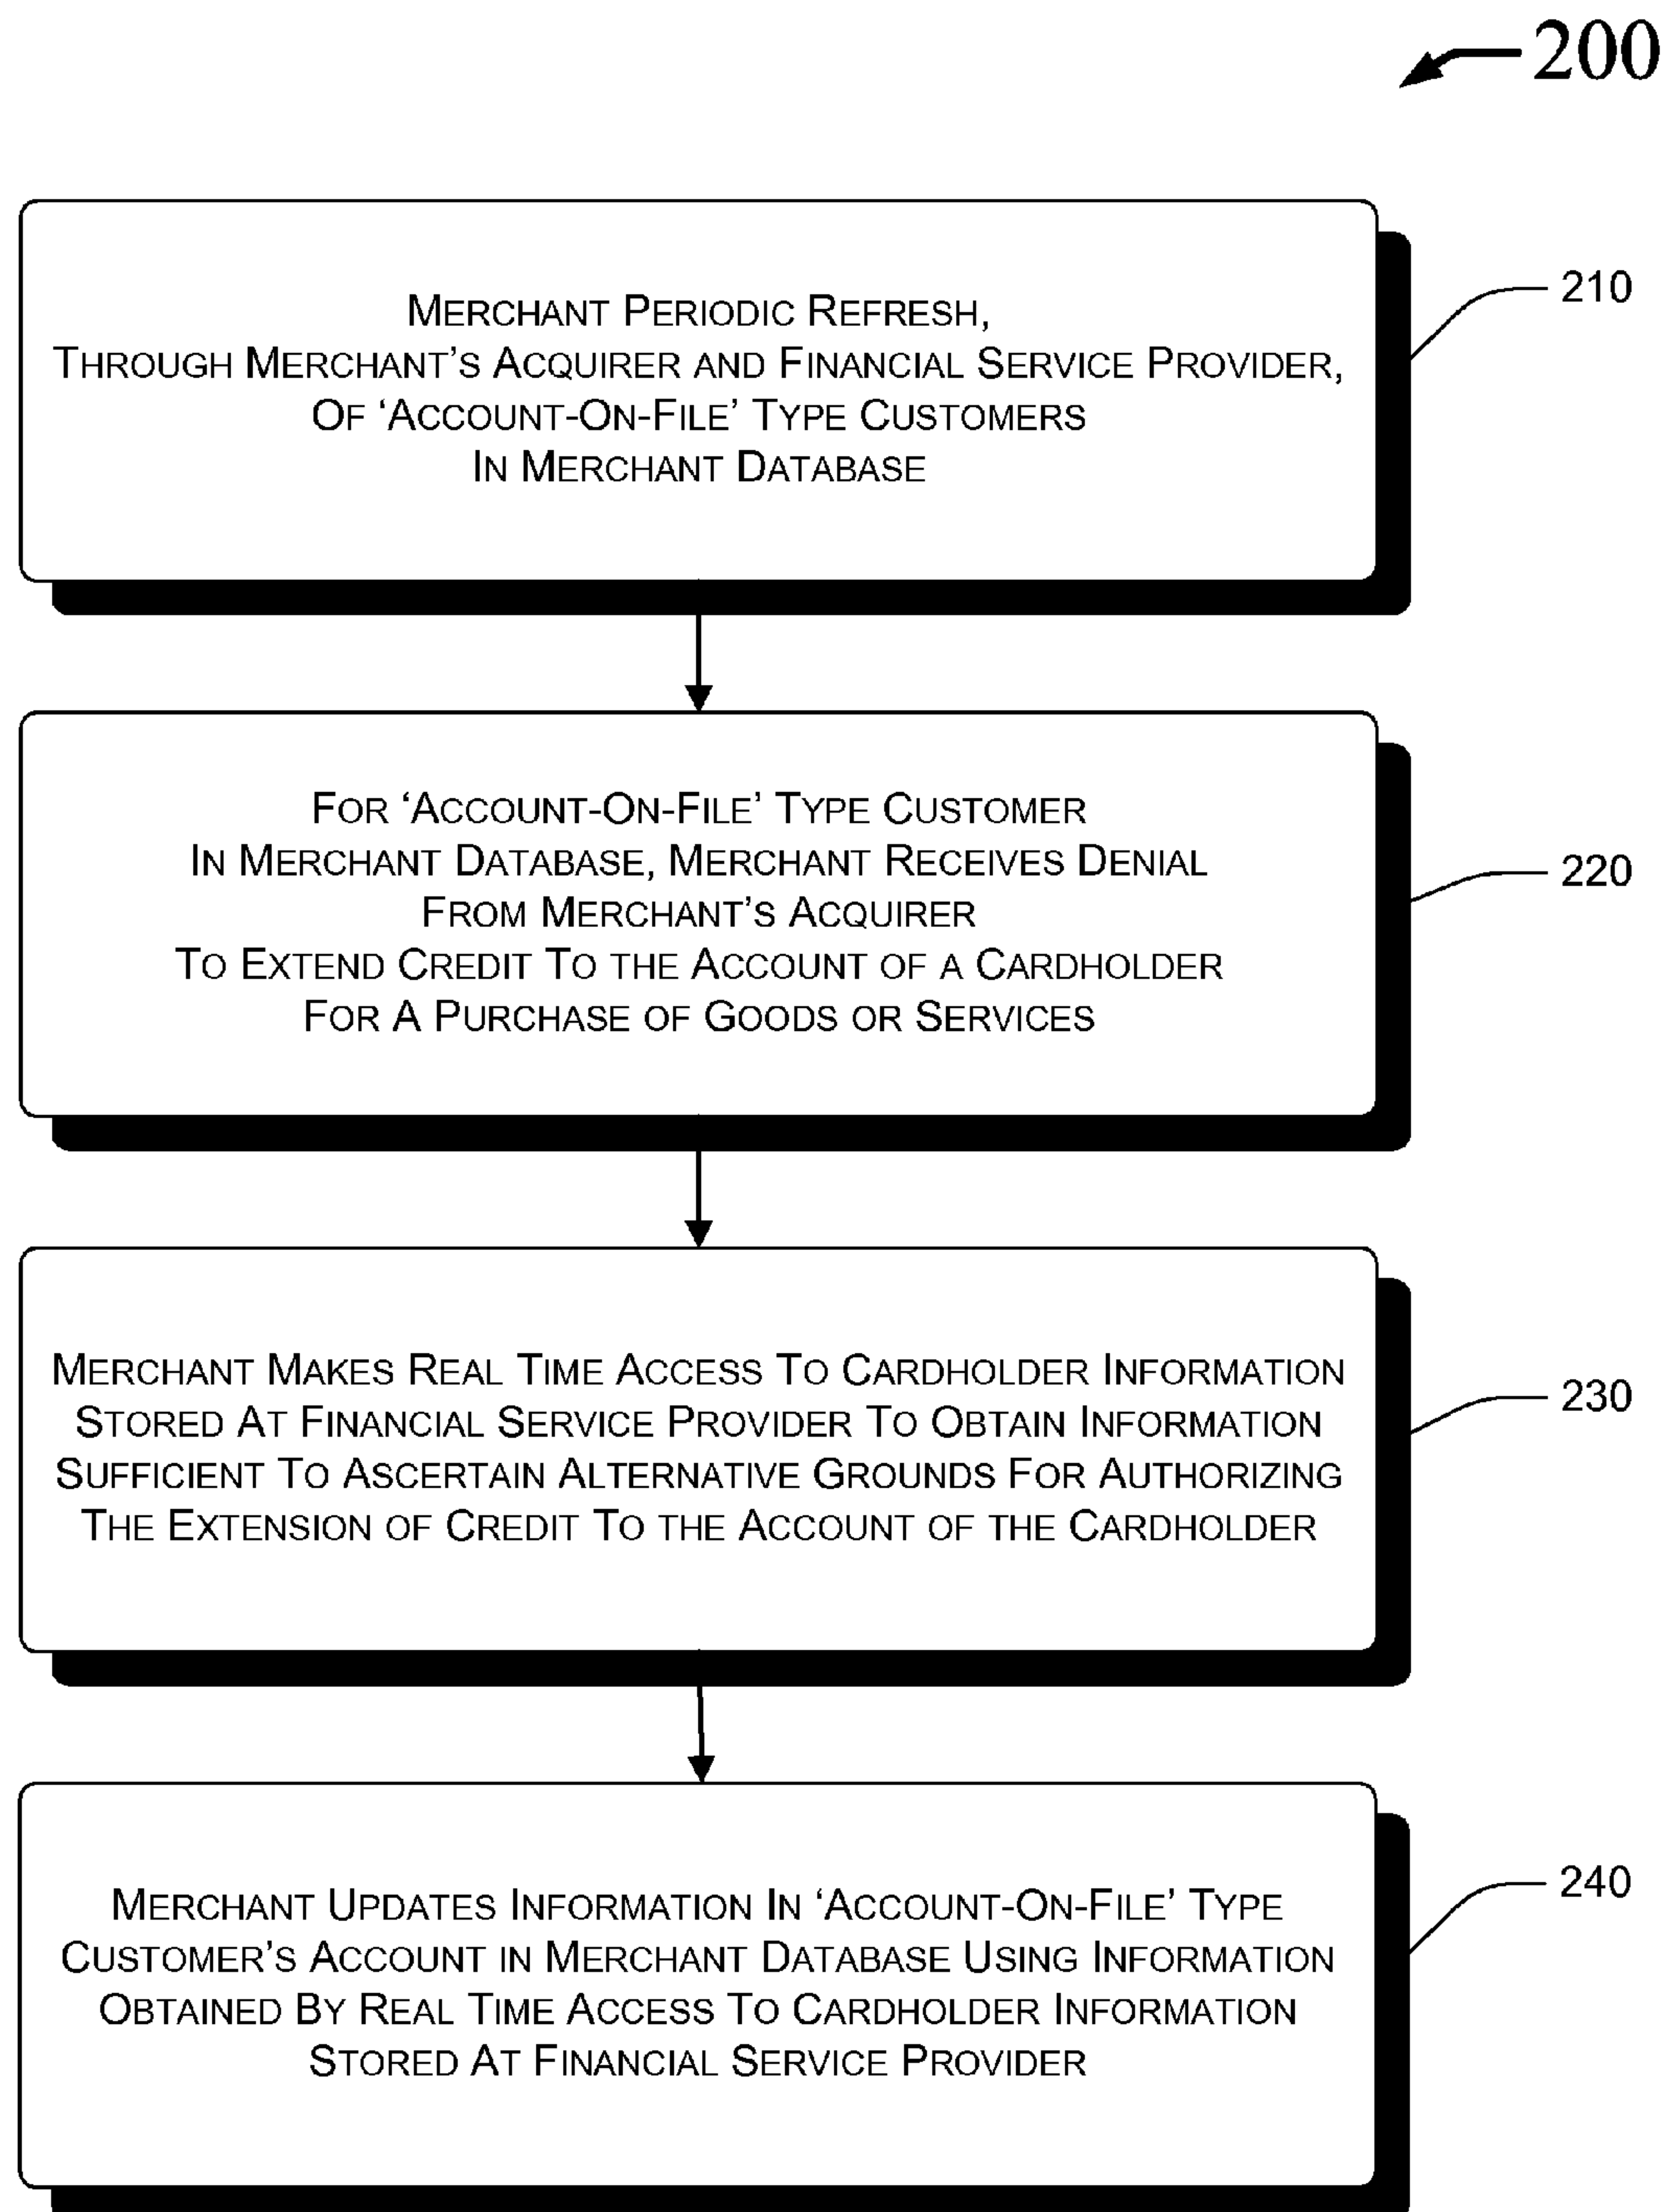 200
MERCHANT PERIODIC REFRESH,
THROUGH MERCHANT'S ACQUIRER AND FINANCIAL SERVICE PROVIDER,
OF 'ACCOUNT-ON-FILE' TYPE CUSTOMERS
IN MERCHANT DATABASE
210
FOR 'ACCOUNT-ON-FILE' TYPE CUSTOMER
IN MERCHANT DATABASE, MERCHANT RECEIVES DENIAL
FROM MERCHANT'S ACQUIRER
TO EXTEND CREDIT TO THE ACCOUNT OF A CARDHOLDER
FOR A PURCHASE OF GOODS OR SERVICES
220
MERCHANT MAKES REAL TIME ACCESS TO CARDHOLDER INFORMATION
STORED AT FINANCIAL SERVICE PROVIDER TO OBTAIN INFORMATION
SUFFICIENT TO ASCERTAIN ALTERNATIVE GROUNDS FOR AUTHORIZING
THE EXTENSION OF CREDIT TO THE ACCOUNT OF THE CARDHOLDER
230
MERCHANT UPDATES INFORMATION IN 'ACCOUNT-ON-FILE' TYPE
CUSTOMER'S ACCOUNT IN MERCHANT DATABASE USING INFORMATION
OBTAINED BY REAL TIME ACCESS TO CARDHOLDER INFORMATION
STORED AT FINANCIAL SERVICE PROVIDER
240